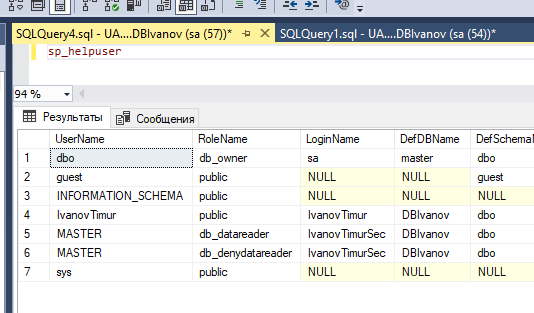 SQLQuery4.sql - UA....DBIvanov (sa (57))* SQLQuery1.sql - UA....DBIvanov (sa (54))*
sp_helpuser
94 %
Результаты Сообщения
UserName RoleName LoginName DefDBName DefSchema
1 dbo db_owner sa master dbo
2 guest public NULL NULL guest
3 INFORMATION_SCHEMA public NULL NULL NULL
4 IvanovTimur public IvanovTimur DBIvanov dbo
5 MASTER db_datareader IvanovTimurSec DBIvanov dbo
6 MASTER db_denydatareader IvanovTimurSec DBIvanov dbo
7 sys public NULL NULL NULL